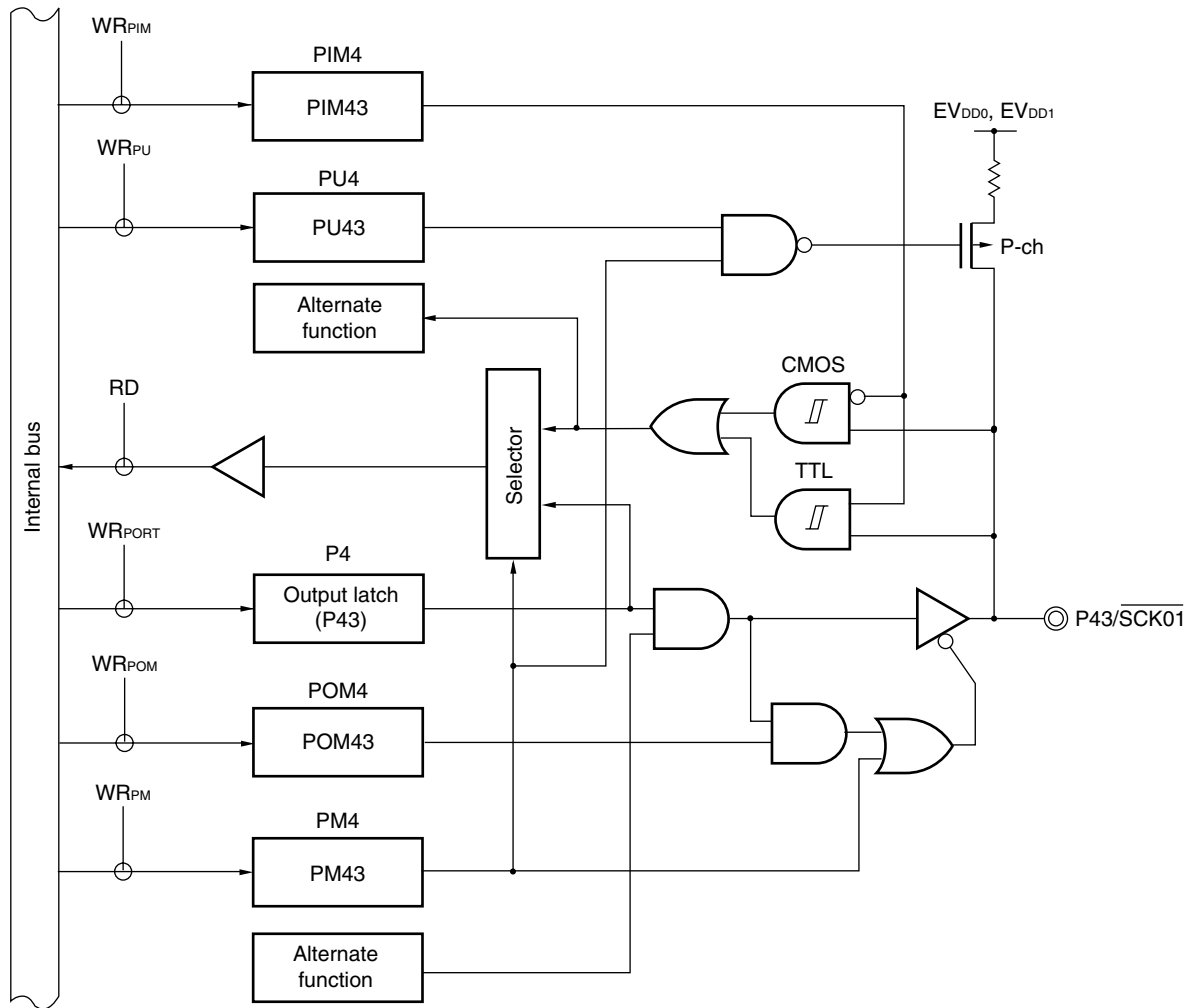 WRPIM
PIM4
PIM43
EVDD0, EVDD1
WRPU
PU4
PU43
P-ch
Alternate
function
CMOS
RD
Selector
TTL
Internal bus
WRPORT
P4
Output latch
(P43)
P43/SCK01
WRPOM
POM4
POM43
WRPM
PM4
PM43
Alternate
function